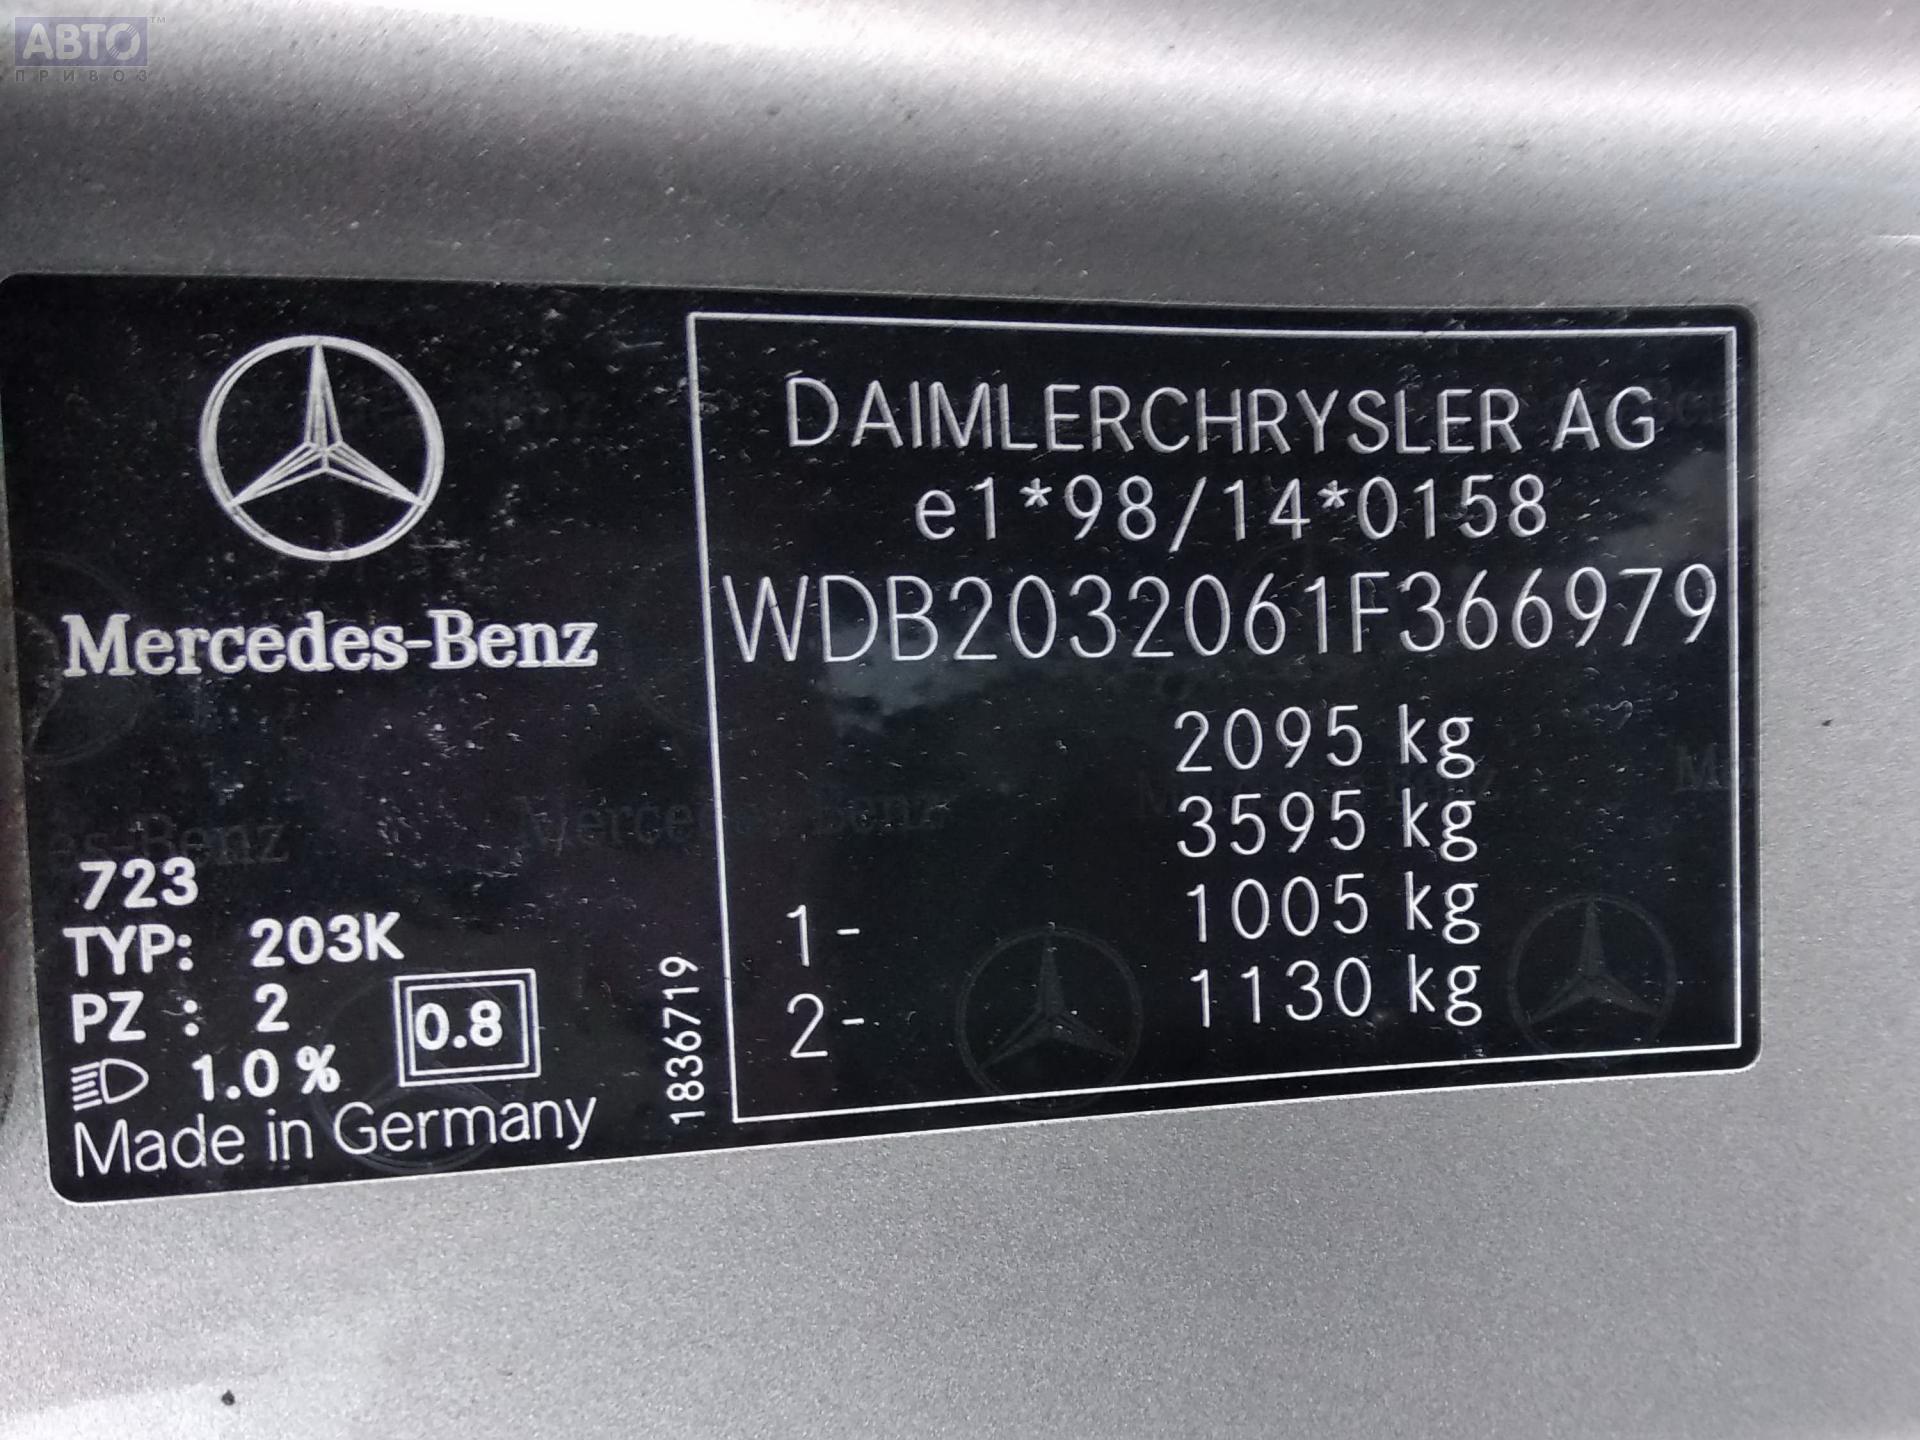 АВТО™
ПРИВОЗ
Mercedes-Benz
723
TYP: 203K
PZ : 2
0.8
1.0 %
Made in Germany
1836719
DAIMLERCHRYSLER AG
e1*98/14*0158
WDB2032061F366979
2095 kg
3595 kg
1- 1005 kg
2- 1130 kg